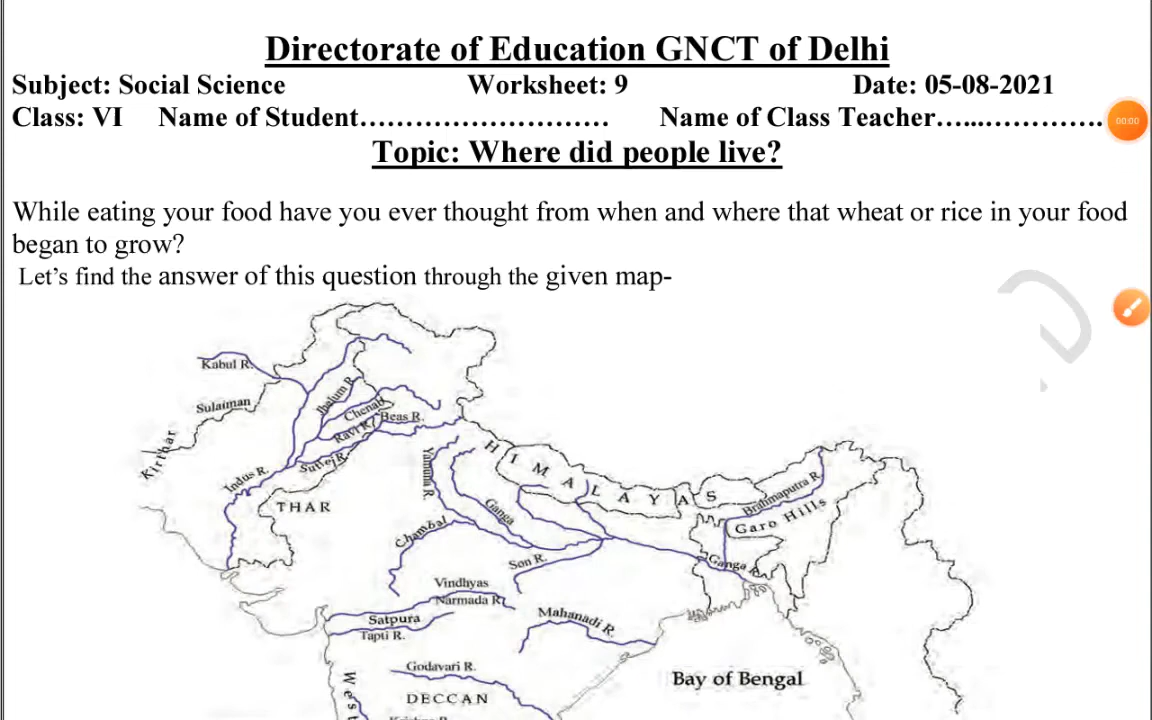 Directorate of Education GNCT of Delhi
Subject: Social Science Worksheet: 9 Date: 05-08-2021
Class: VI Name of Student……………………… Name of Class Teacher…...………….
00:00
Topic: Where did people live?
While eating your food have you ever thought from when and where that wheat or rice in your food
began to grow?
Let's find the answer of this question through the given map-
Kabul R.
Jhelum R.
Sulaiman
Chenab
Beas R.
Ravi R.
Kirthar
Sutlej R.
Indus R.
Yamuna R.
HIMALAYAS
THAR
Ganga
Brahmaputra R.
Garo Hills
Chambal
Son R.
Ganga R.
Vindhyas
Narmada R.
Mahanadi R.
Satpura
Tapti R.
Godavari R.
Bay of Bengal
West
DECCAN